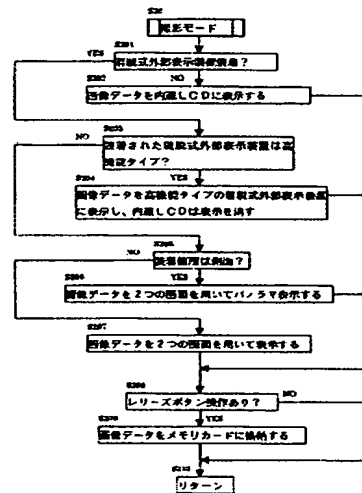 撮影モード
S201
YES
着脱式外部表示装置装着?
S202
NO
画像データを内蔵LCDに表示する
NO
S203
装着された着脱式外部表示装置は高
機能タイプ?
S204
YES
画像データを高機能タイプの着脱式外部表示装置
に表示し、内蔵LCDは表示を消す
S205
NO
装着箇所は側面?
S206
YES
画像データを2つの画面を用いてパノラマ表示する
S207
画像データを2つの画面を用いて表示する
S208
レリーズボタン操作あり?
NO
S209
YES
画像データをメモリカードに格納する
リターン